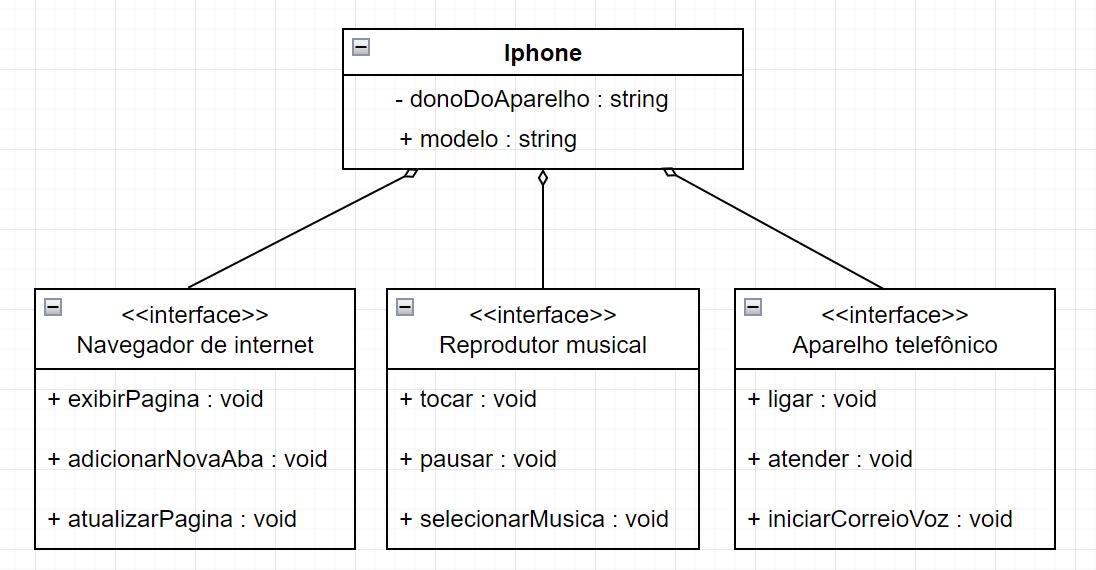 Iphone
- donoDoAparelho : string
+ modelo : string
<<interface>>
Navegador de internet
+ exibirPagina : void
+ adicionarNovaAba : void
+ atualizarPagina : void
<<interface>>
Reprodutor musical
+ tocar : void
+ pausar : void
+ selecionarMusica : void
<<interface>>
Aparelho telefônico
+ ligar : void
+ atender : void
+ iniciarCorreioVoz : void